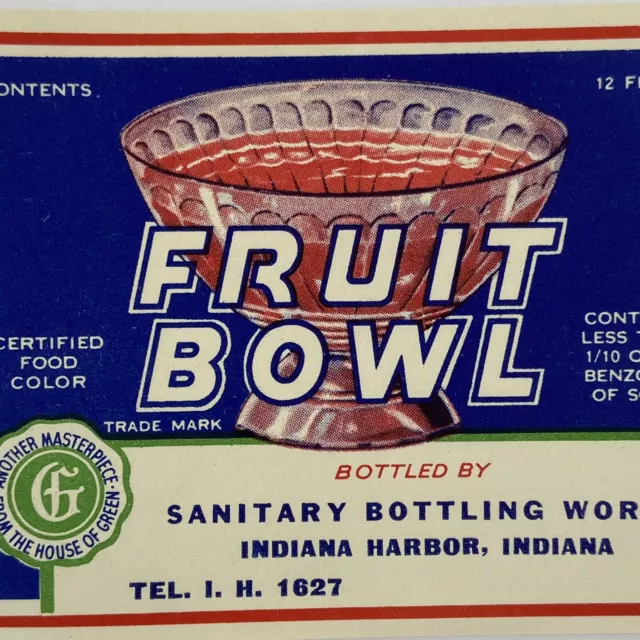 CONTENTS
12 F
FRUIT
BOWL
CERTIFIED
FOOD
COLOR
CONT
LESS
1/10 O
BENZO
OF SO
TRADE MARK
ANOTHER MASTERPIECE · FROM THE HOUSE OF GREEN ·
G
BOTTLED BY
SANITARY BOTTLING WOR
INDIANA HARBOR, INDIANA
TEL. I. H. 1627